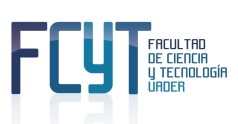 FCyT
FACULTAD
DE CIENCIA
y TECNOLOGÍA
UADER